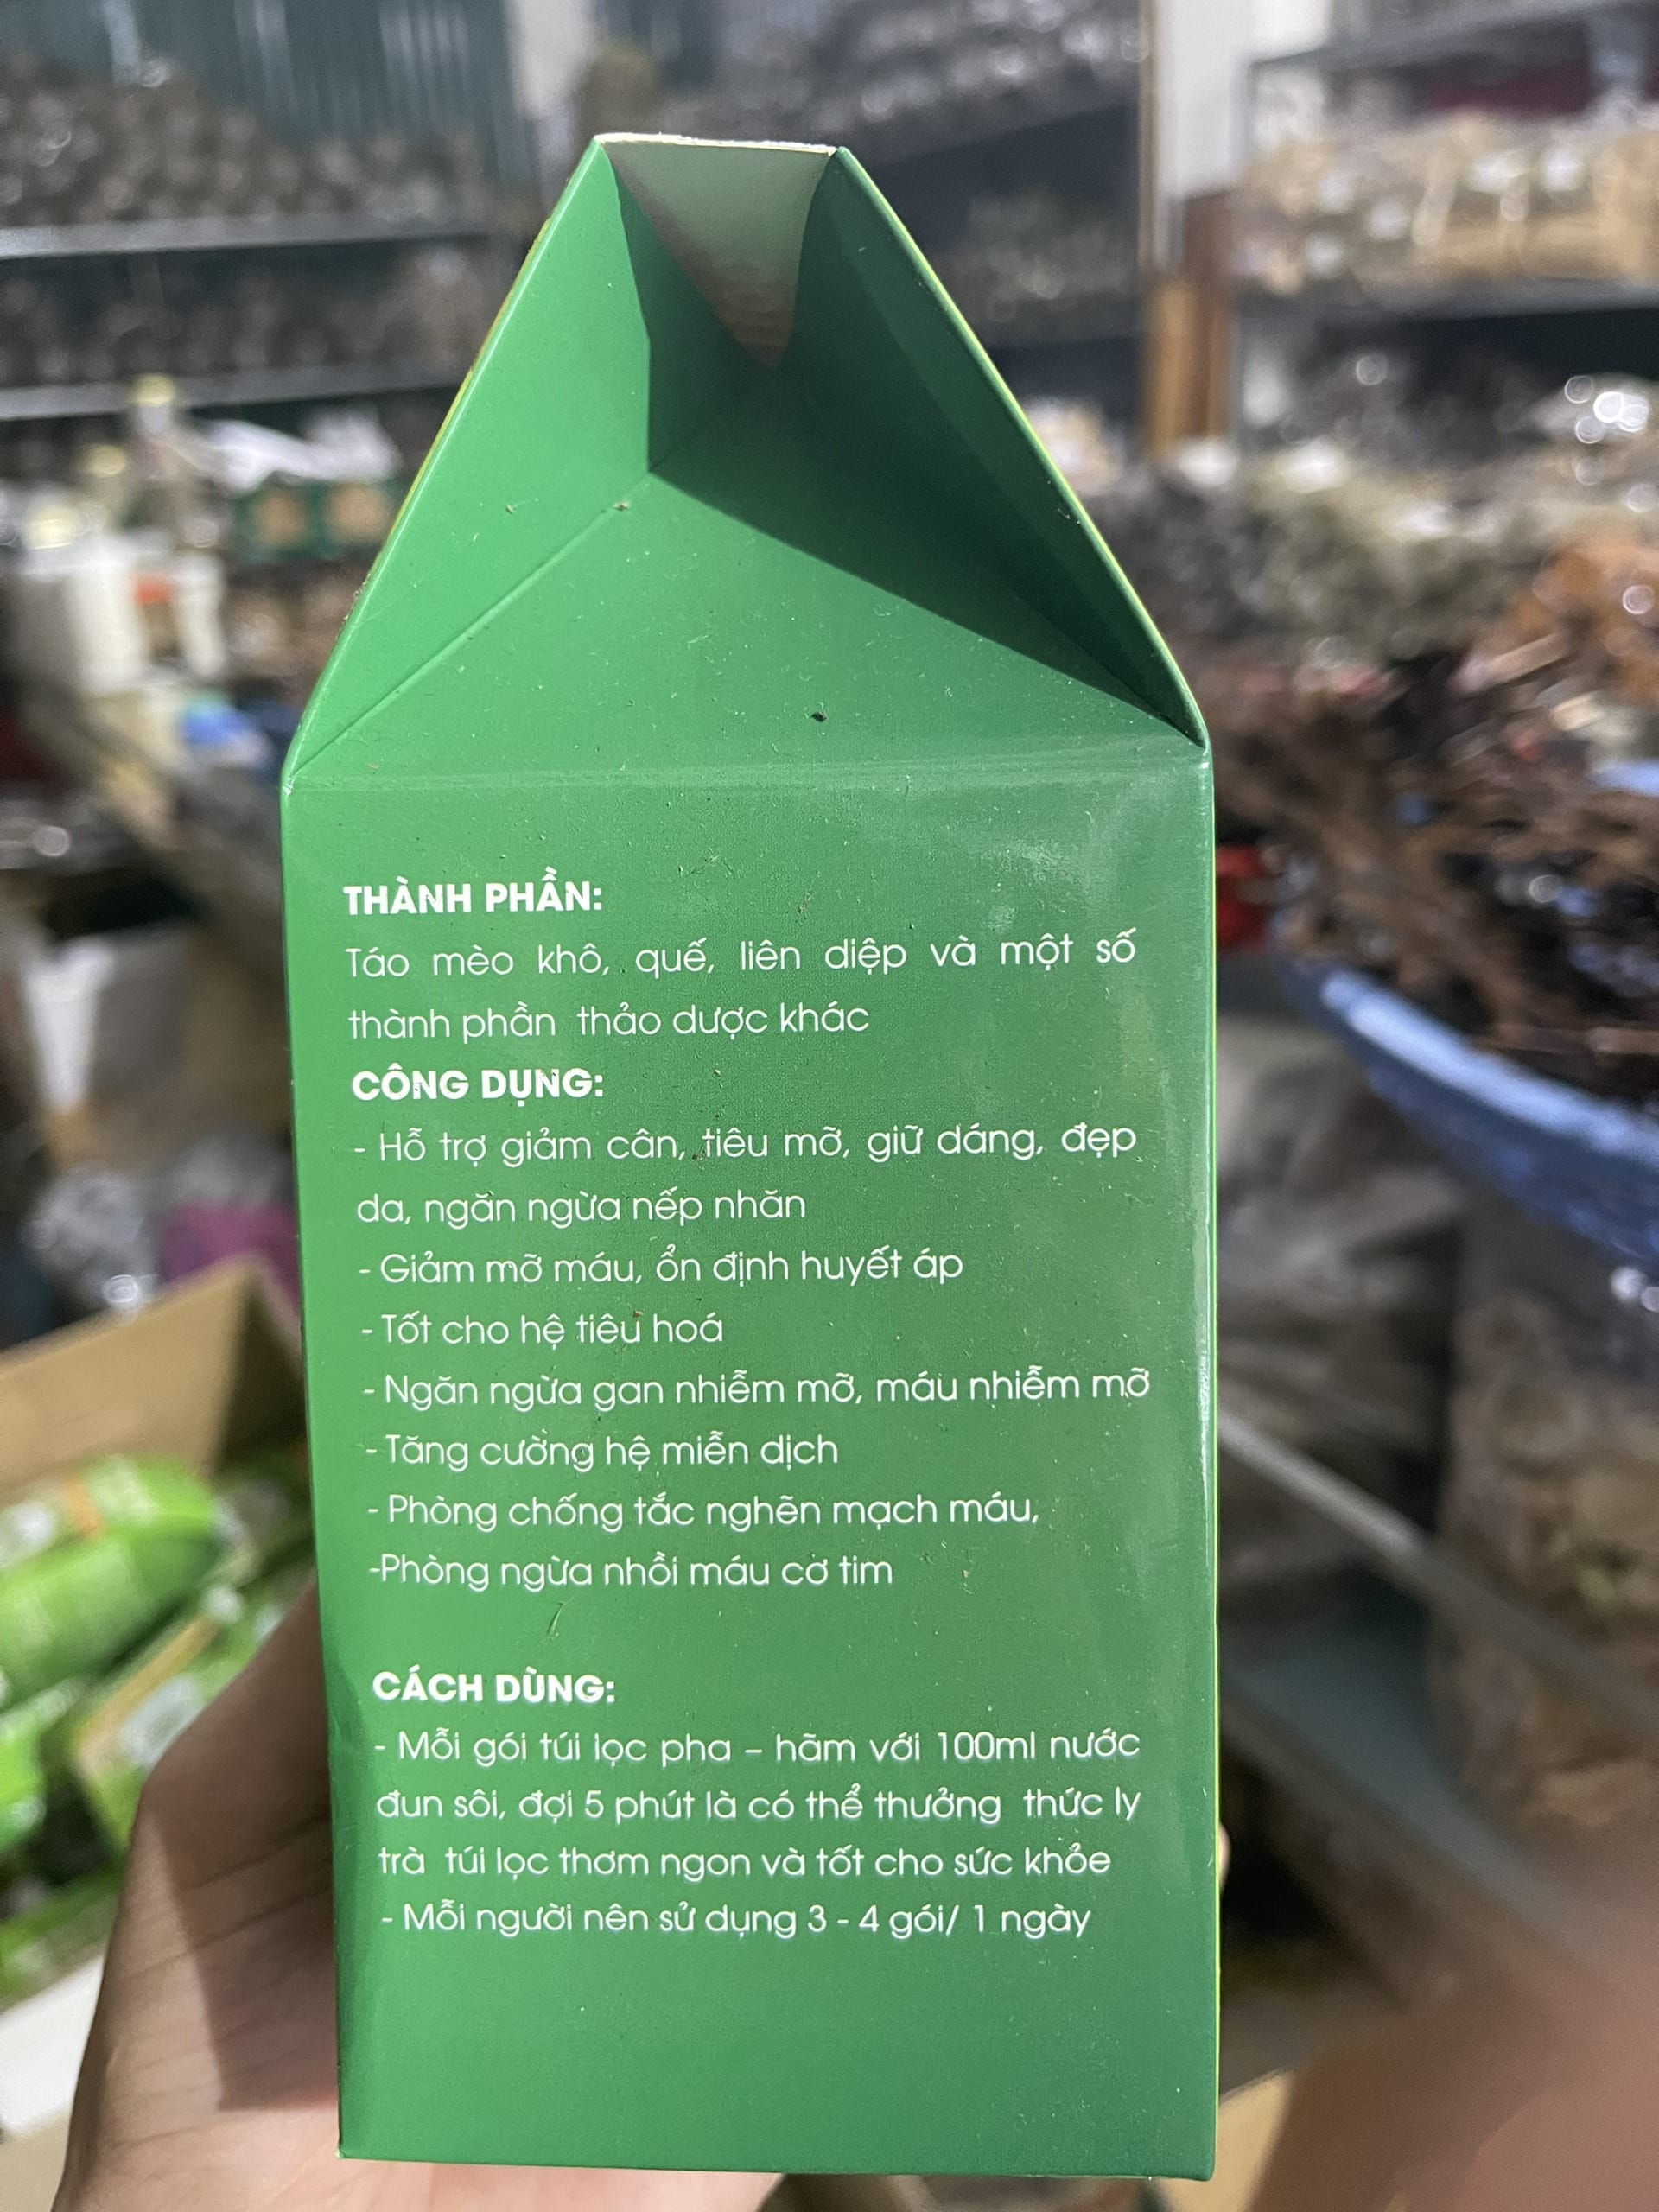 THÀNH PHẦN:
Táo mèo khô, quế, liên diệp và một số
thành phần thảo dược khác
CÔNG DỤNG:
- Hỗ trợ giảm cân, tiêu mỡ, giữ dáng, đẹp
da, ngăn ngừa nếp nhăn
- Giảm mỡ máu, ổn định huyết áp
- Tốt cho hệ tiêu hoá
- Ngăn ngừa gan nhiễm mỡ, máu nhiễm mỡ
- Tăng cường hệ miễn dịch
- Phòng chống tắc nghẽn mạch máu,
-Phòng ngừa nhồi máu cơ tim
CÁCH DÙNG:
- Mỗi gói túi lọc pha – hãm với 100ml nước
đun sôi, đợi 5 phút là có thể thưởng thức ly
trà túi lọc thơm ngon và tốt cho sức khỏe
- Mỗi người nên sử dụng 3 - 4 gói/ 1 ngày